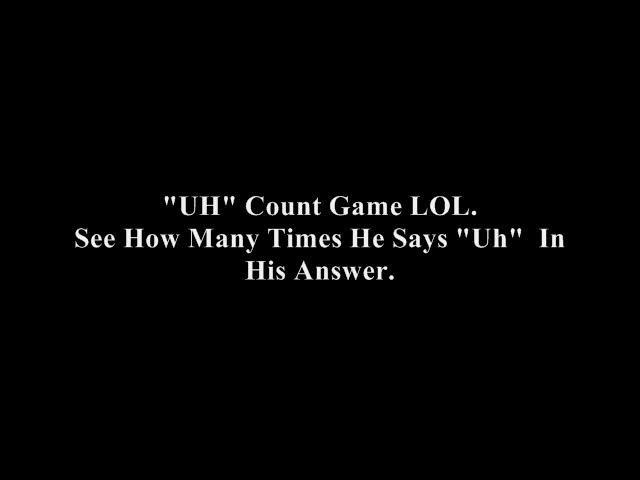 "UH" Count Game LOL.
See How Many Times He Says "Uh"  In
His Answer.